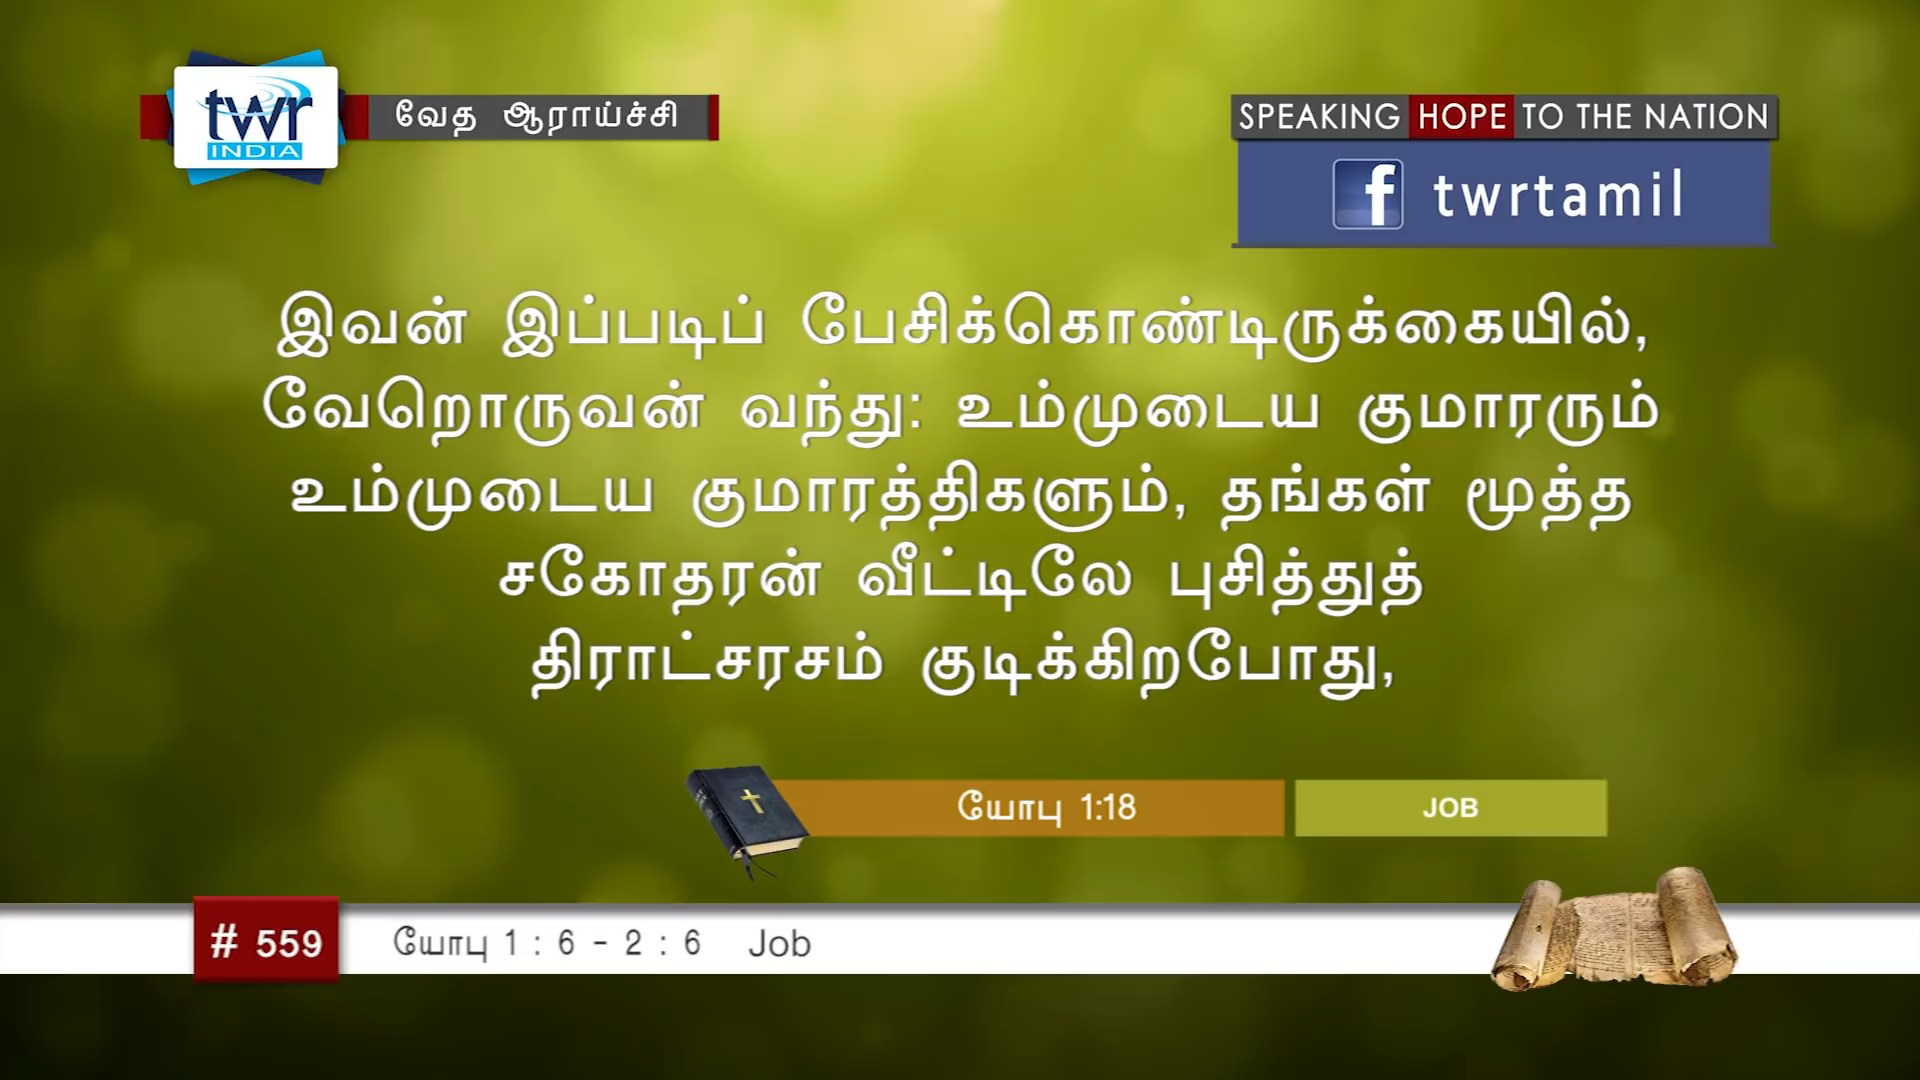 twr
INDIA
வேத ஆராய்ச்சி
SPEAKING HOPE TO THE NATION
f twrtamil
இவன் இப்படிப் பேசிக்கொண்டிருக்கையில்,
வேறொருவன் வந்து: உம்முடைய குமாரரும்
உம்முடைய குமாரத்திகளும், தங்கள் மூத்த
சகோதரன் வீட்டிலே புசித்துத்
திராட்சரசம் குடிக்கிறபோது,
யோபு 1:18
JOB
# 559
யோபு 1 : 6 - 2 : 6 Job